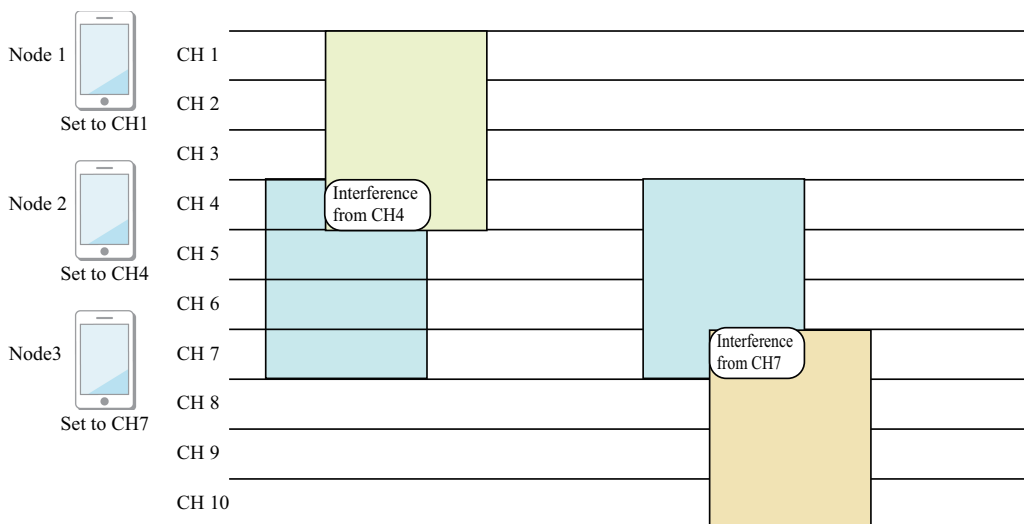 Node 1
Set to CH1
Node 2
Set to CH4
Node3
Set to CH7
CH 1
CH 2
CH 3
CH 4
CH 5
CH 6
CH 7
CH 8
CH 9
CH 10
Interference
from CH4
Interference
from CH7